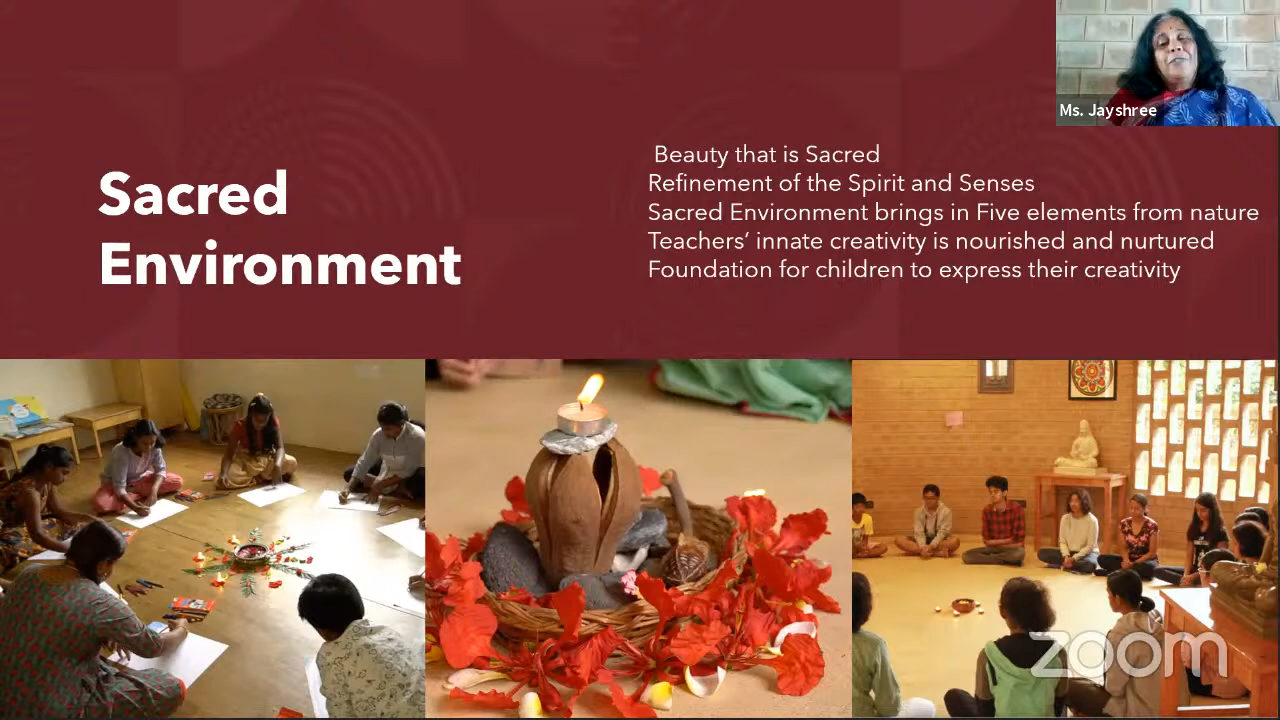 Ms. Jayshree
Sacred
Environment
Beauty that is Sacred
Refinement of the Spirit and Senses
Sacred Environment brings in Five elements from nature
Teachers‘ innate creativity is nourished and nurtured
Foundation for children to express their creativity
zoom